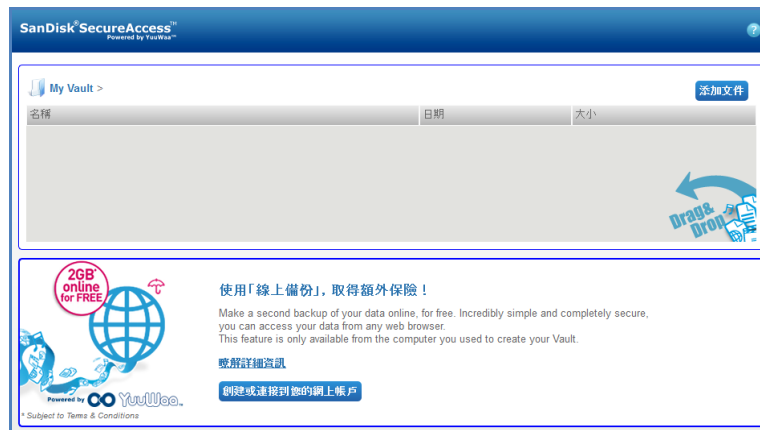 SanDisk®SecureAccess™
Powered by YuuWaa™
?
My Vault >
添加文件
名稱 日期 大小
Drag& Drop
2GB*
online
for FREE
使用「線上備份」, 取得額外保險！
Make a second backup of your data online, for free. Incredibly simple and completely secure,
you can access your data from any web browser.
This feature is only available from the computer you used to create your Vault.
瞭解詳細資訊
創建或連接到您的網上帳戶
Powered by YuuWaa
* Subject to Terms & Conditions